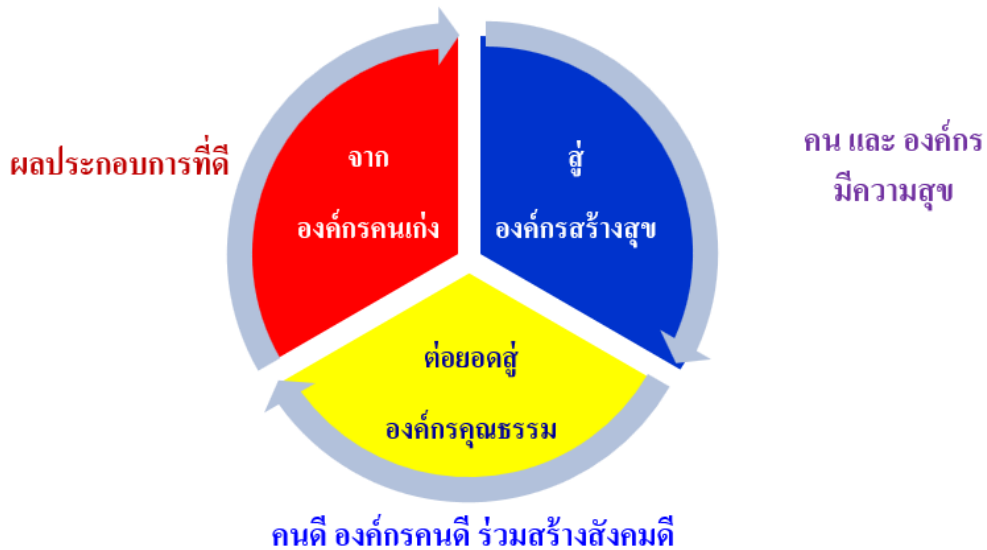 ผลประกอบการที่ดี
จาก
องค์กรคนเก่ง
สู่
องค์กรสร้างสุข
คน และ องค์กร
มีความสุข
ต่อยอดสู่
องค์กรคุณธรรม
คนดี องค์กรคนดี ร่วมสร้างสังคมดี